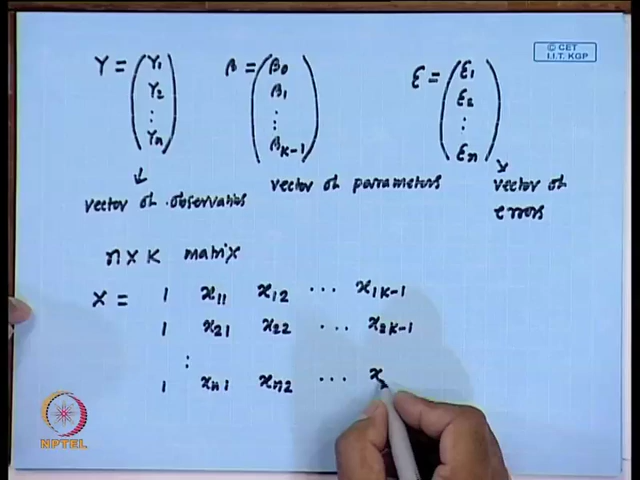 © CET
I.I.T. KGP
Y = (Y1 Y2 ⋮ Yn) β = (β0 β1 ⋮ βK-1) ε = (ε1 ε2 ⋮ εn)
vector of observatios vector of parameters vector of
errors
n x K matrix
X = 1 x11 x12 ... x1K-1
1 x21 x22 ... x2K-1
⋮
1 xn1 xn2 ... x
NPTEL